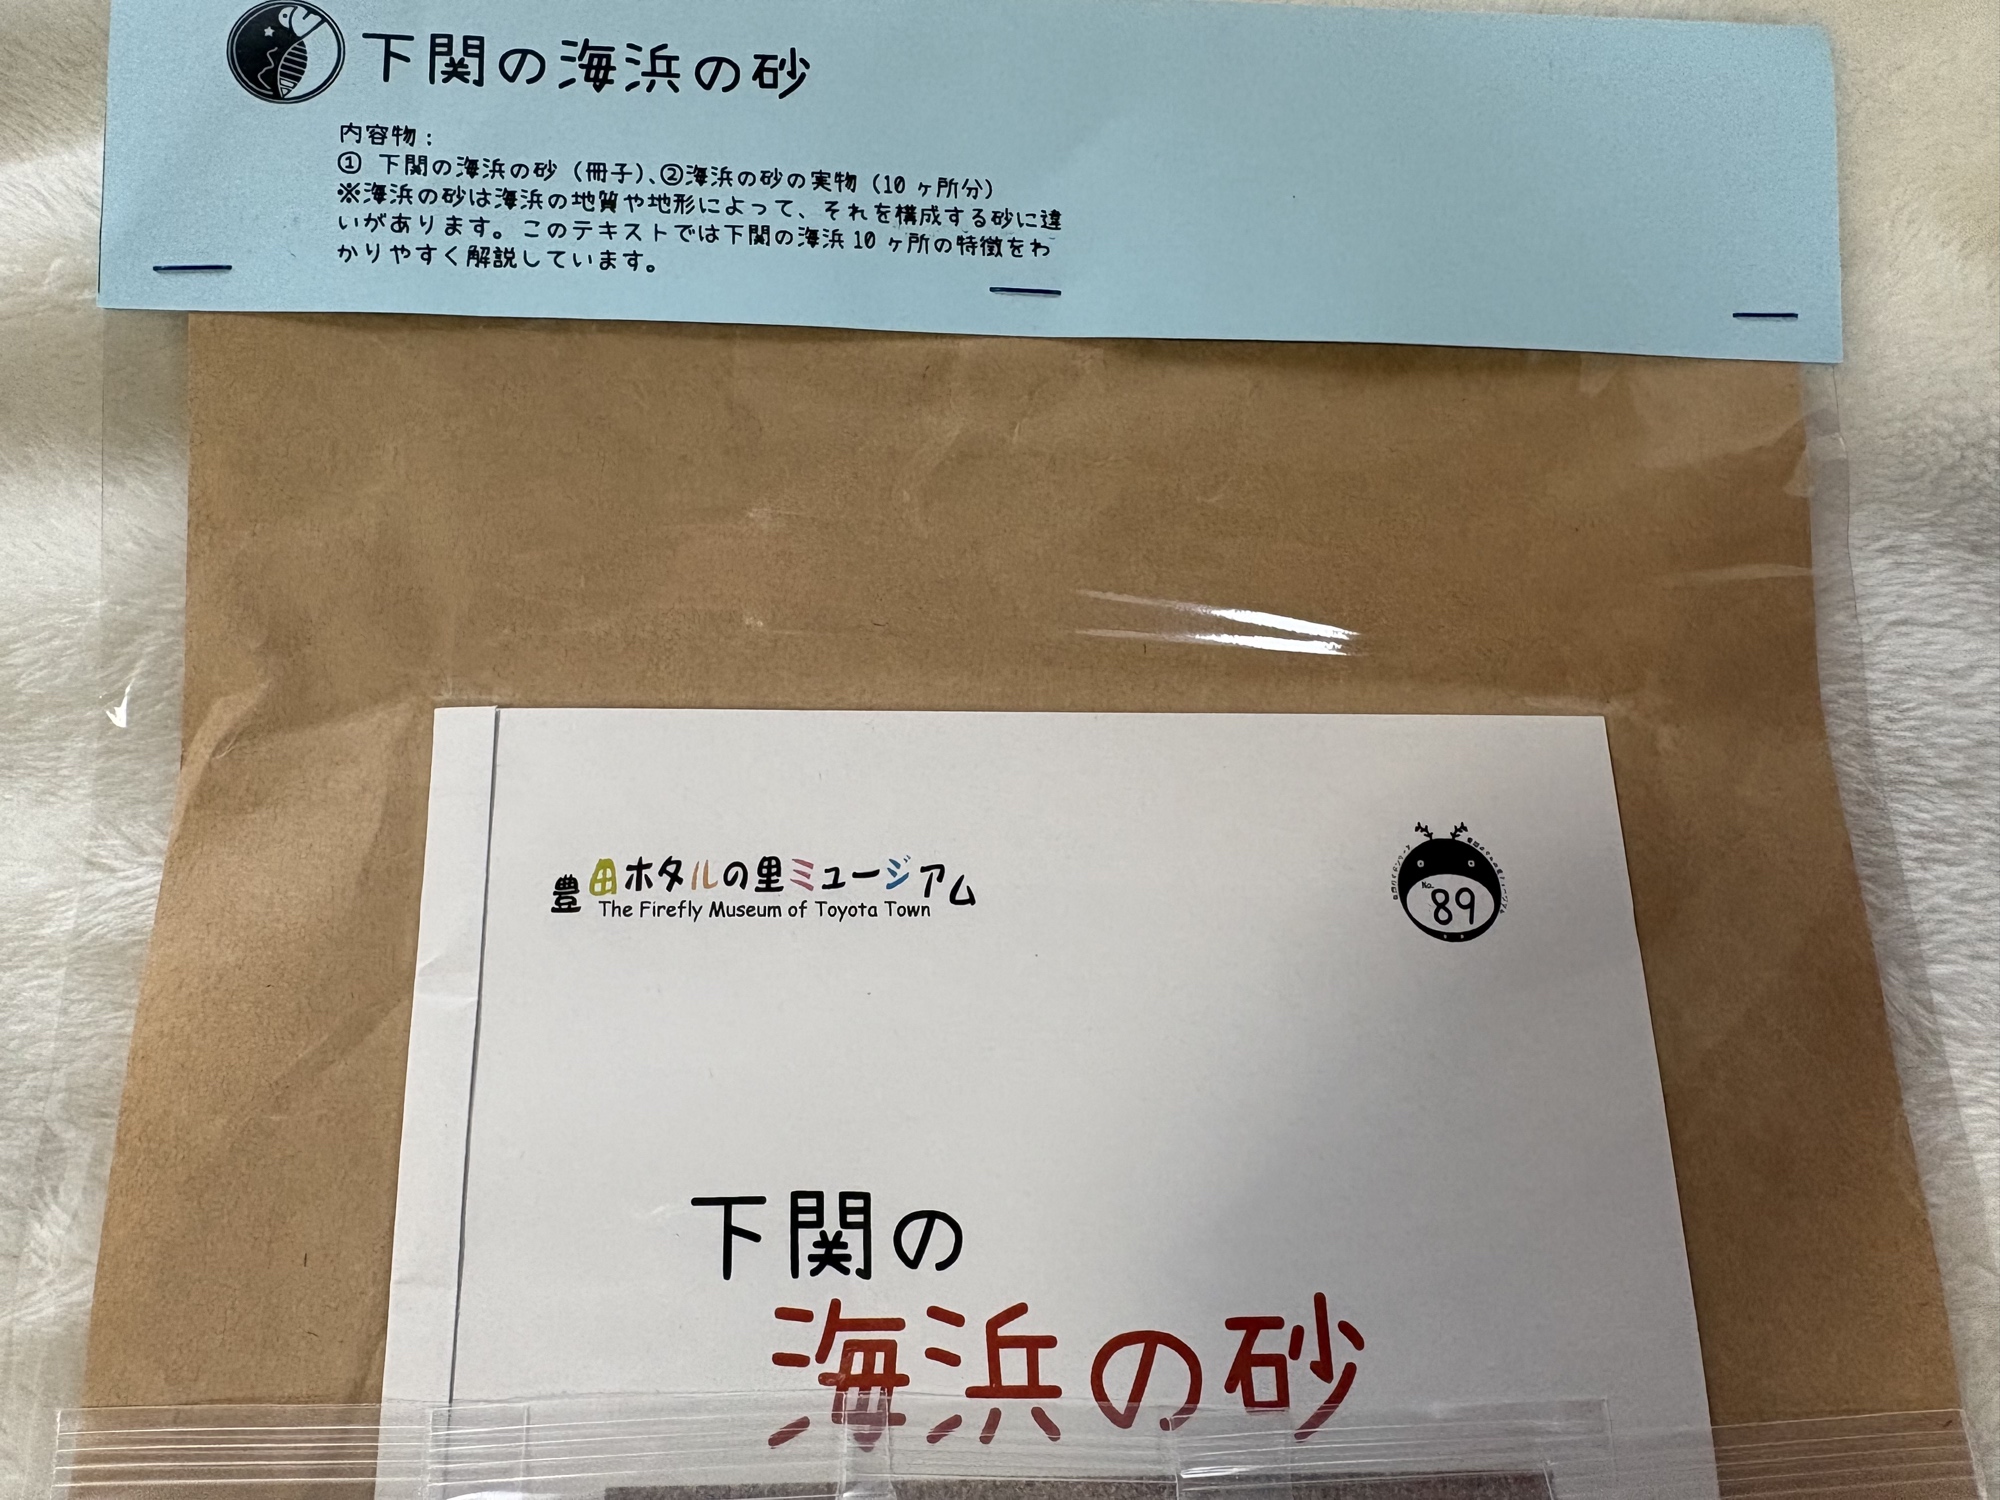 下関の海浜の砂
内容物：
① 下関の海浜の砂（冊子）、②海浜の砂の実物（10ヶ所分）
※海浜の砂は海浜の地質や地形によって、それを構成する砂に違
いがあります。このテキストでは下関の海浜10ヶ所の特徴をわ
かりやすく解説しています。
豊田ホタルの里ミュージアム
The Firefly Museum of Toyota Town
No.
89
下関の
海浜の砂